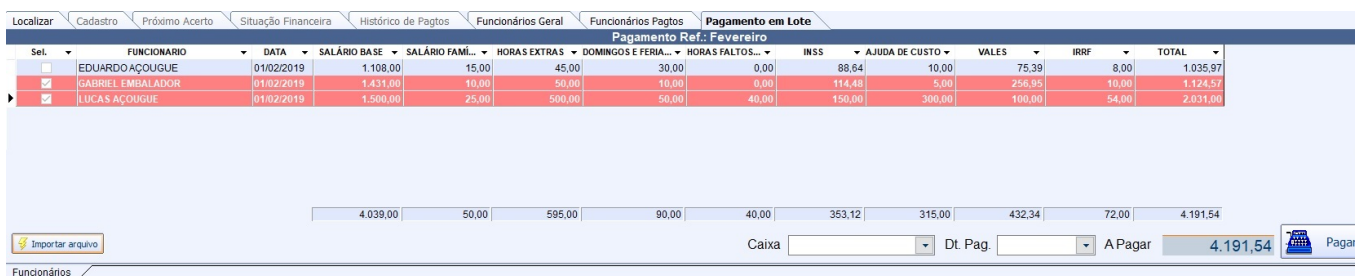 Localizar Cadastro Próximo Acerto Situação Financeira Histórico de Pagtos Funcionários Geral Funcionários Pagtos Pagamento em Lote
Pagamento Ref.: Fevereiro
Sel. FUNCIONARIO DATA SALÁRIO BASE SALÁRIO FAMÍ... HORAS EXTRAS DOMINGOS E FERIA... HORAS FALTOS... INSS AJUDA DE CUSTO VALES IRRF TOTAL
EDUARDO AÇOUGUE 01/02/2019 1.108,00 15,00 45,00 30,00 0,00 88,64 10,00 75,39 8,00 1.035,97
GABRIEL EMBALADOR 01/02/2019 1.431,00 10,00 50,00 10,00 0,00 114,48 5,00 256,95 10,00 1.124,57
LUCAS AÇOUGUE 01/02/2019 1.500,00 25,00 500,00 50,00 40,00 150,00 300,00 100,00 54,00 2.031,00
4.039,00 50,00 595,00 90,00 40,00 353,12 315,00 432,34 72,00 4.191,54
Importar arquivo Caixa Dt. Pag. A Pagar 4.191,54 Pagar
Funcionários